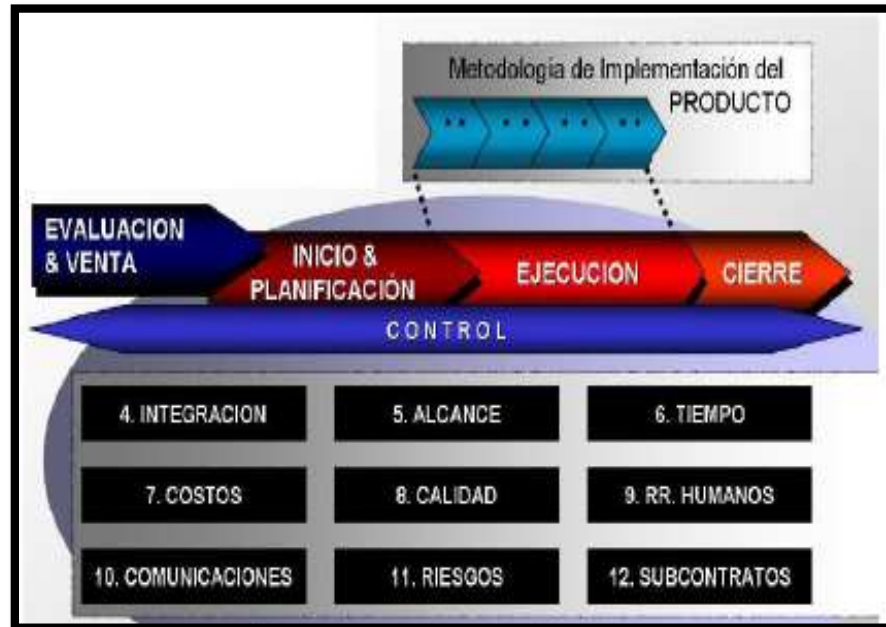 Metodología de Implementación del
PRODUCTO
EVALUACION
& VENTA
INICIO &
PLANIFICACIÓN
EJECUCION
CIERRE
CONTROL
4. INTEGRACION
5. ALCANCE
6. TIEMPO
7. COSTOS
8. CALIDAD
9. RR. HUMANOS
10. COMUNICACIONES
11. RIESGOS
12. SUBCONTRATOS